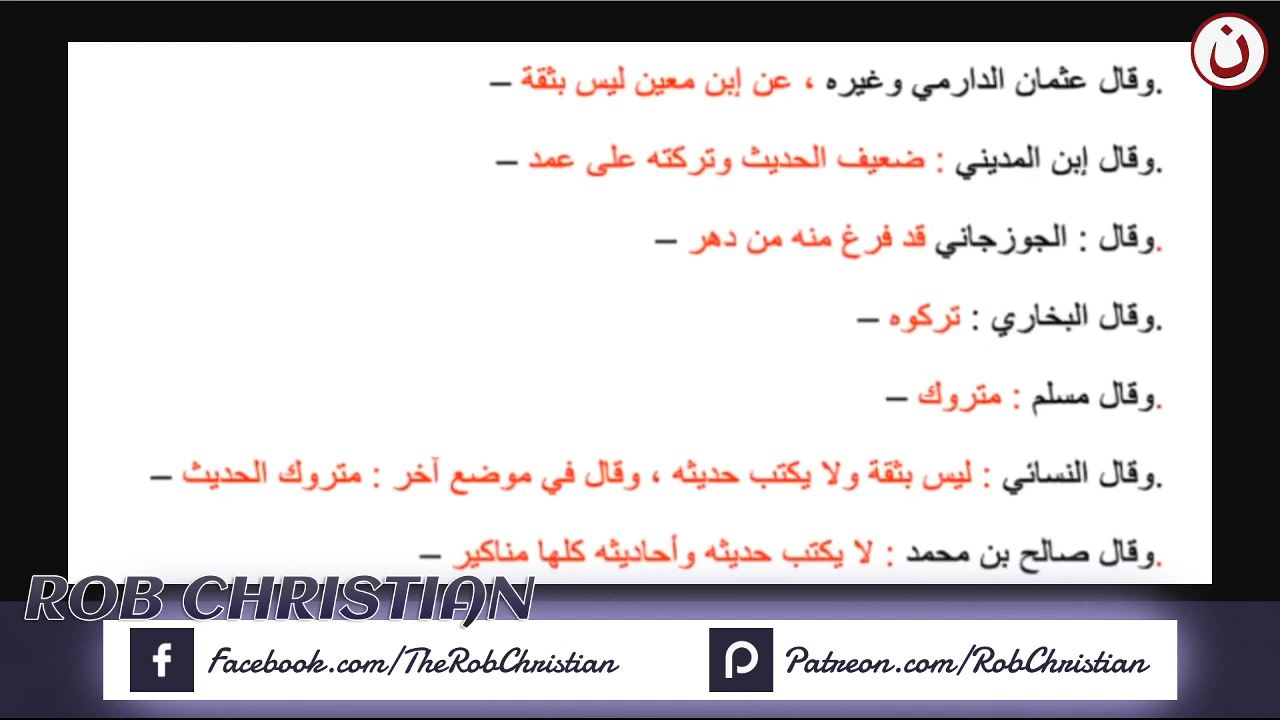 .وقال عثمان الدارمي وغيره ، عن إبن معين ليس بثقة –
.وقال إبن المديني : ضعيف الحديث وتركته على عمد –
.وقال : الجوزجاني قد فرغ منه من دهر –
.وقال البخاري : تركوه –
.وقال مسلم : متروك –
.وقال النسائي : ليس بثقة ولا يكتب حديثه ، وقال في موضع آخر : متروك الحديث –
.وقال صالح بن محمد : لا يكتب حديثه وأحاديثه كلها مناكير –
ن
ROB CHRISTIAN
f Facebook.com/TheRobChristian
Patreon.com/RobChristian